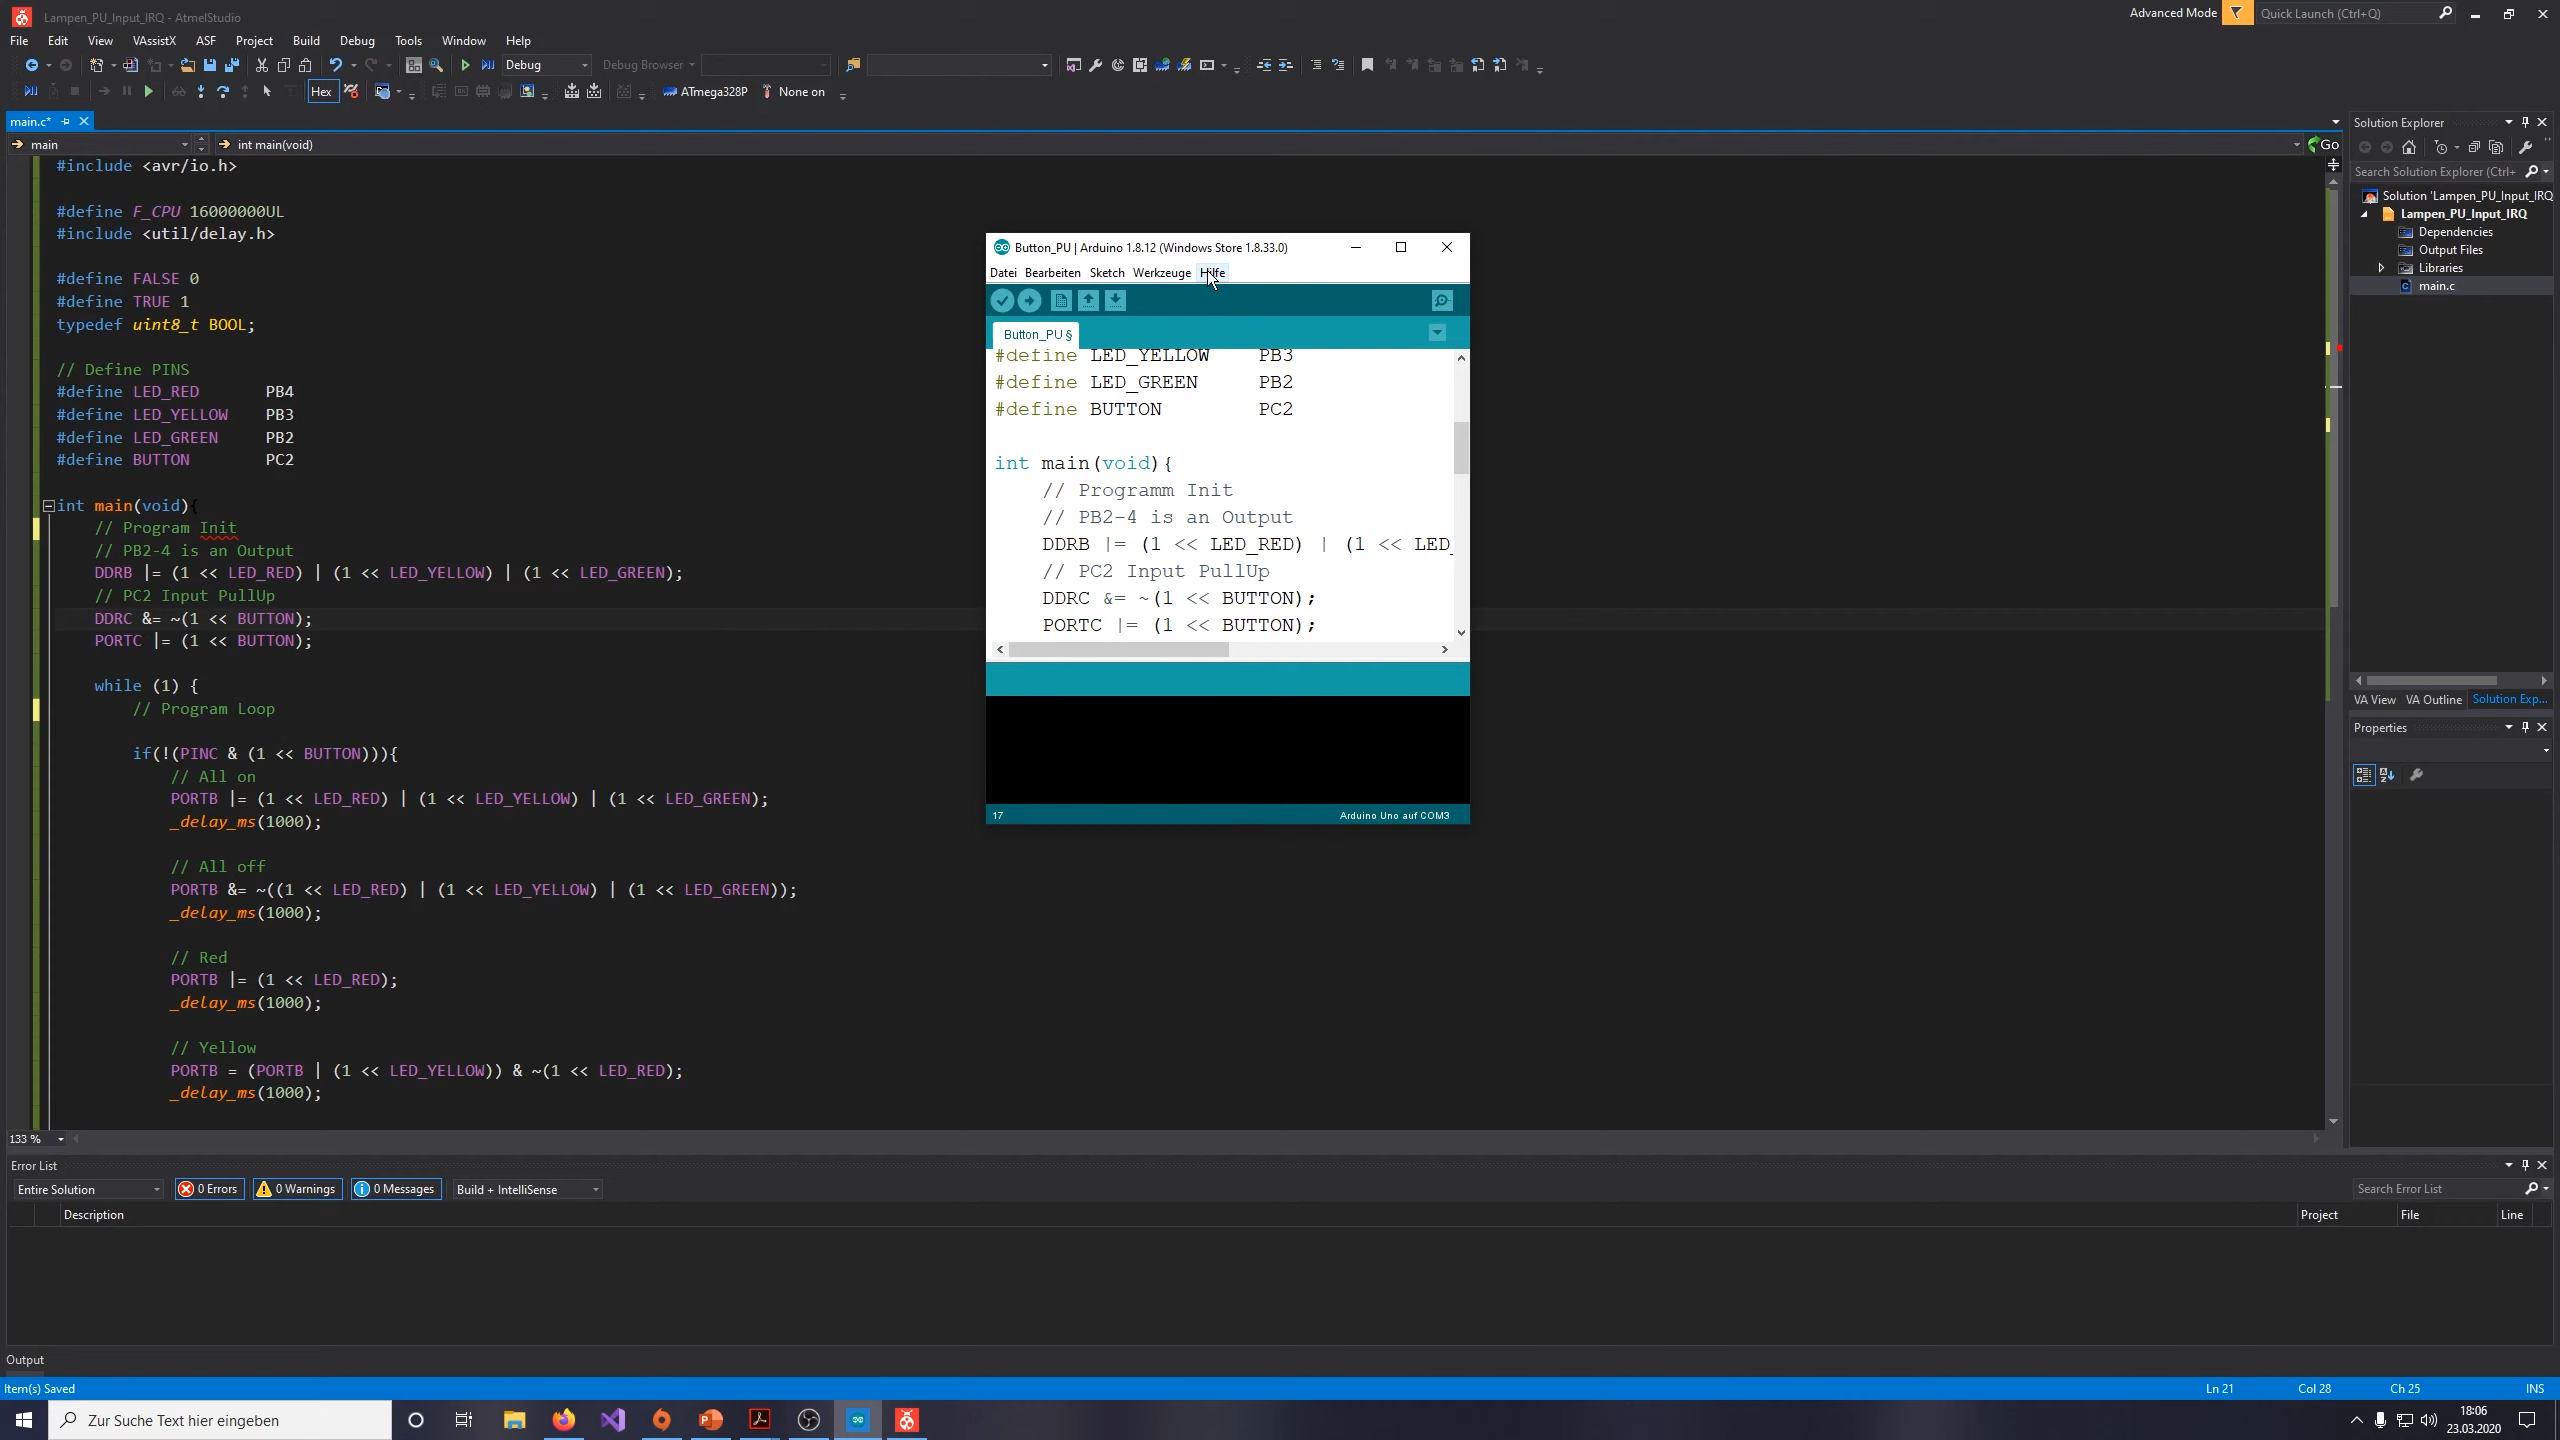 Lampen_PU_Input_IRQ - AtmelStudio
Advanced Mode
Quick Launch (Ctrl+Q)
File Edit View VAssistX ASF Project Build Debug Tools Window Help
Debug
Debug Browser
Hex
ATmega328P
None on
main.c*
main
int main(void)
Go
#include <avr/io.h>
#define F_CPU 16000000UL
#include <util/delay.h>
#define FALSE 0
#define TRUE 1
typedef uint8_t BOOL;
// Define PINS
#define LED_RED PB4
#define LED_YELLOW PB3
#define LED_GREEN PB2
#define BUTTON PC2
int main(void){
// Program Init
// PB2-4 is an Output
DDRB |= (1 << LED_RED) | (1 << LED_YELLOW) | (1 << LED_GREEN);
// PC2 Input PullUp
DDRC &= ~(1 << BUTTON);
PORTC |= (1 << BUTTON);
while (1) {
// Program Loop
if(!(PINC & (1 << BUTTON))){
// All on
PORTB |= (1 << LED_RED) | (1 << LED_YELLOW) | (1 << LED_GREEN);
_delay_ms(1000);
// All off
PORTB &= ~((1 << LED_RED) | (1 << LED_YELLOW) | (1 << LED_GREEN));
_delay_ms(1000);
// Red
PORTB |= (1 << LED_RED);
_delay_ms(1000);
// Yellow
PORTB = (PORTB | (1 << LED_YELLOW)) & ~(1 << LED_RED);
_delay_ms(1000);
133 %
Button_PU | Arduino 1.8.12 (Windows Store 1.8.33.0)
Datei Bearbeiten Sketch Werkzeuge Hilfe
Button_PU §
#define LED_YELLOW PB3
#define LED_GREEN PB2
#define BUTTON PC2
int main(void){
// Programm Init
// PB2-4 is an Output
DDRB |= (1 << LED_RED) | (1 << LED_
// PC2 Input PullUp
DDRC &= ~(1 << BUTTON);
PORTC |= (1 << BUTTON);
17
Arduino Uno auf COM3
Solution Explorer
Search Solution Explorer (Ctrl+
Solution 'Lampen_PU_Input_IRQ
Lampen_PU_Input_IRQ
Dependencies
Output Files
Libraries
main.c
VA View VA Outline Solution Exp...
Properties
Error List
Entire Solution
0 Errors
0 Warnings
0 Messages
Build + IntelliSense
Search Error List
Description Project File Line
Output
Item(s) Saved
Ln 21 Col 28 Ch 25 INS
Zur Suche Text hier eingeben
18:06
23.03.2020